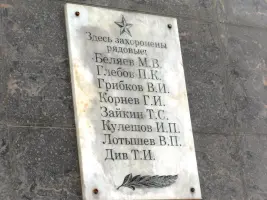 Здесь захоронены
рядовые:
Беляев М.В.
Глебов П.К.
Грибков В.И.
Корнев Г.И.
Зайкин Т.С.
Кулешов И.П.
Лотышев В.П.
Див Т.И.